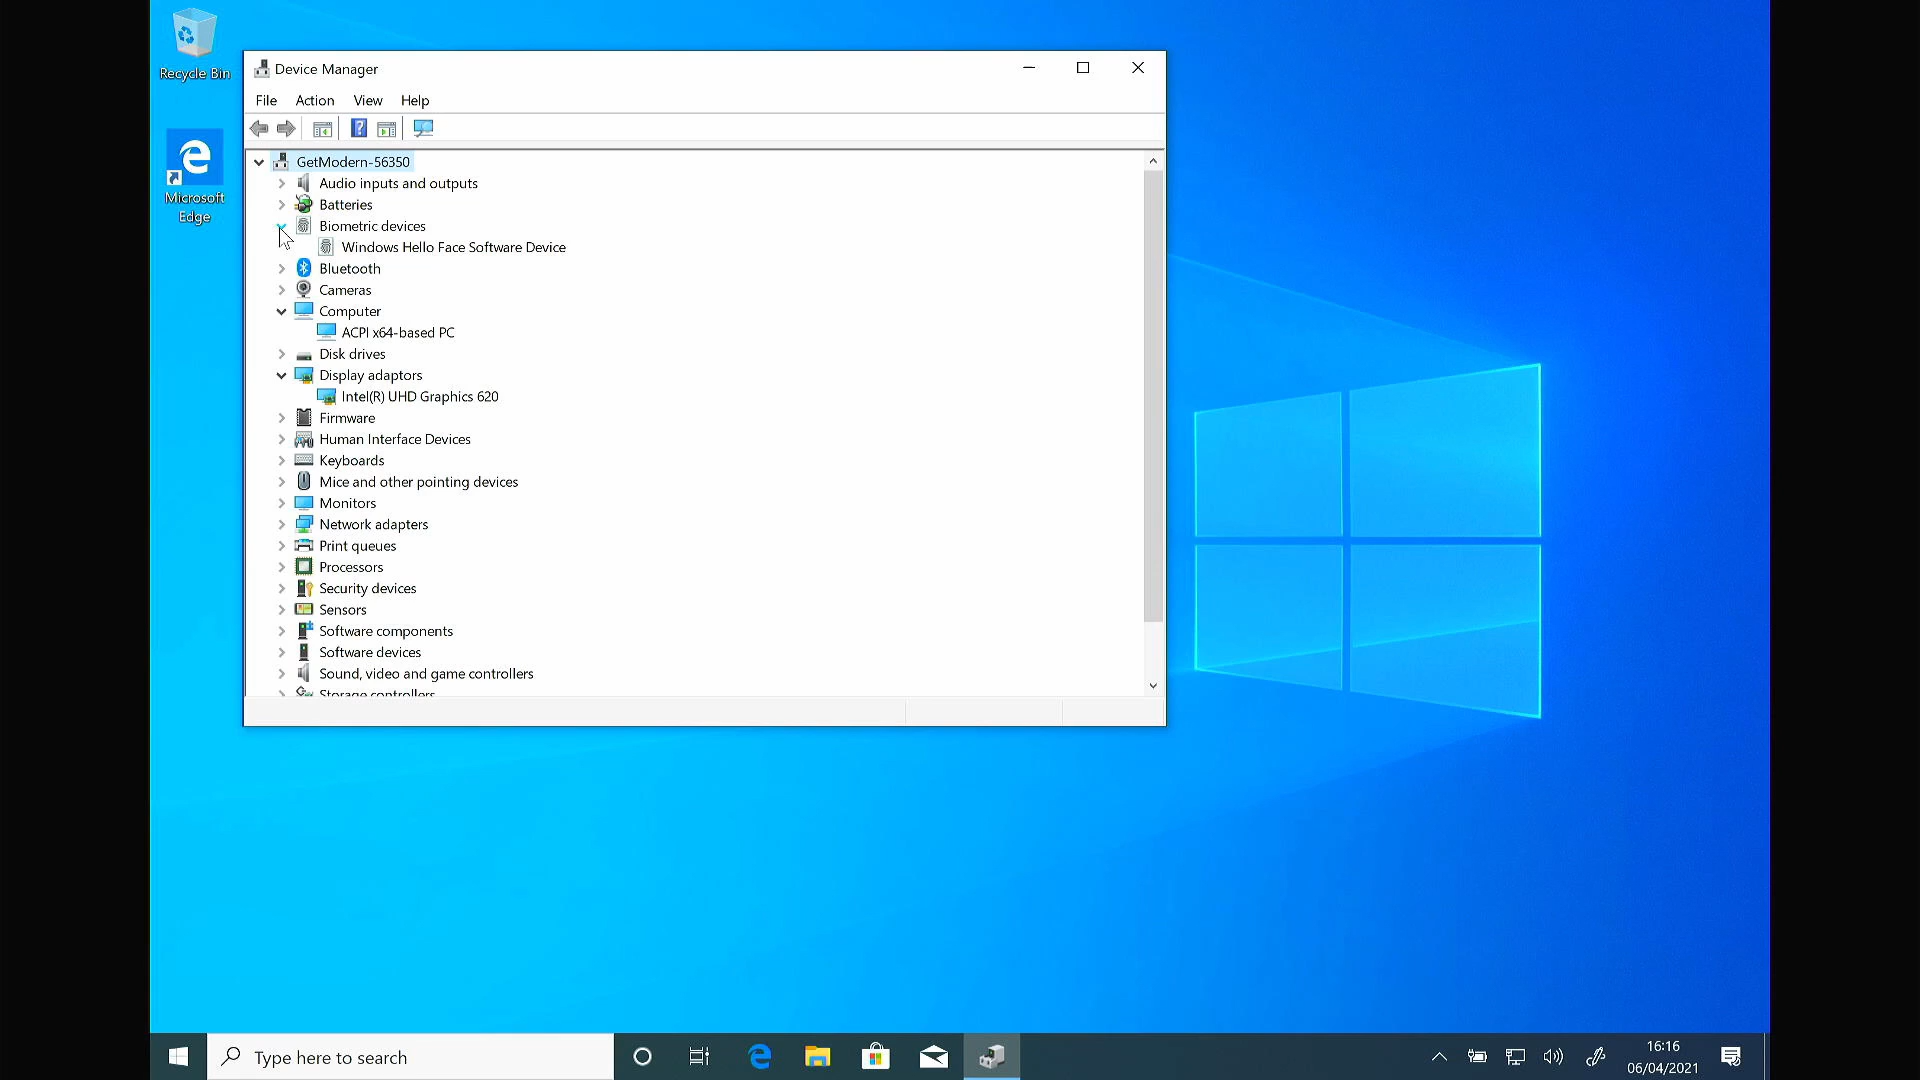 Recycle Bin
Microsoft
Edge
Device Manager
File Action View Help
GetModern-56350
Audio inputs and outputs
Batteries
Biometric devices
Windows Hello Face Software Device
Bluetooth
Cameras
Computer
ACPI x64-based PC
Disk drives
Display adaptors
Intel(R) UHD Graphics 620
Firmware
Human Interface Devices
Keyboards
Mice and other pointing devices
Monitors
Network adapters
Print queues
Processors
Security devices
Sensors
Software components
Software devices
Sound, video and game controllers
Storage controllers
Type here to search
16:16
06/04/2021